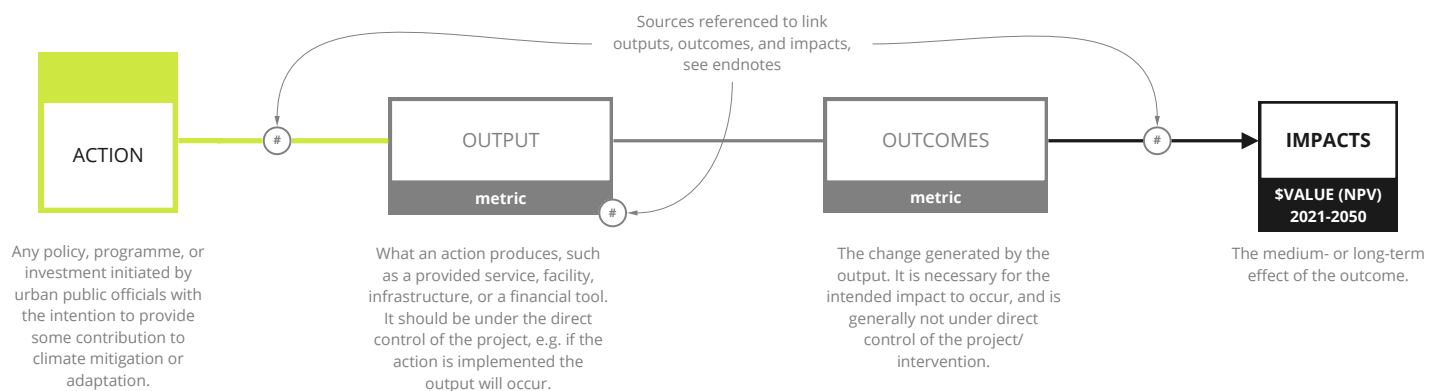 Sources referenced to link
outputs, outcomes, and impacts,
see endnotes
ACTION
#
OUTPUT
metric
#
OUTCOMES
metric
#
IMPACTS
$VALUE (NPV)
2021-2050
Any policy, programme, or
investment initiated by
urban public officials with
the intention to provide
some contribution to
climate mitigation or
adaptation.
What an action produces, such
as a provided service, facility,
infrastructure, or a financial tool.
It should be under the direct
control of the project, e.g. if the
action is implemented the
output will occur.
The change generated by the
output. It is necessary for the
intended impact to occur, and is
generally not under direct
control of the project/
intervention.
The medium- or long-term
effect of the outcome.